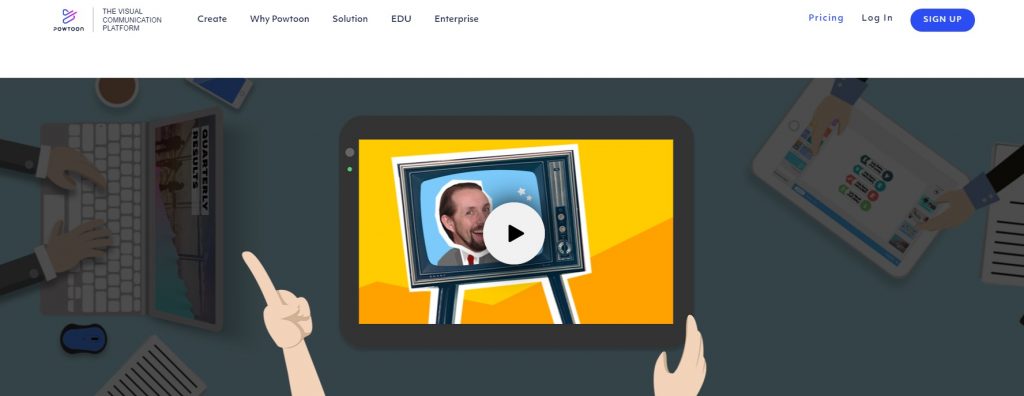 POWTOON
THE VISUAL
COMMUNICATION
PLATFORM
Create
Why Powtoon
Solution
EDU
Enterprise
Pricing
Log In
SIGN UP
QUARTERLY
RESULTS